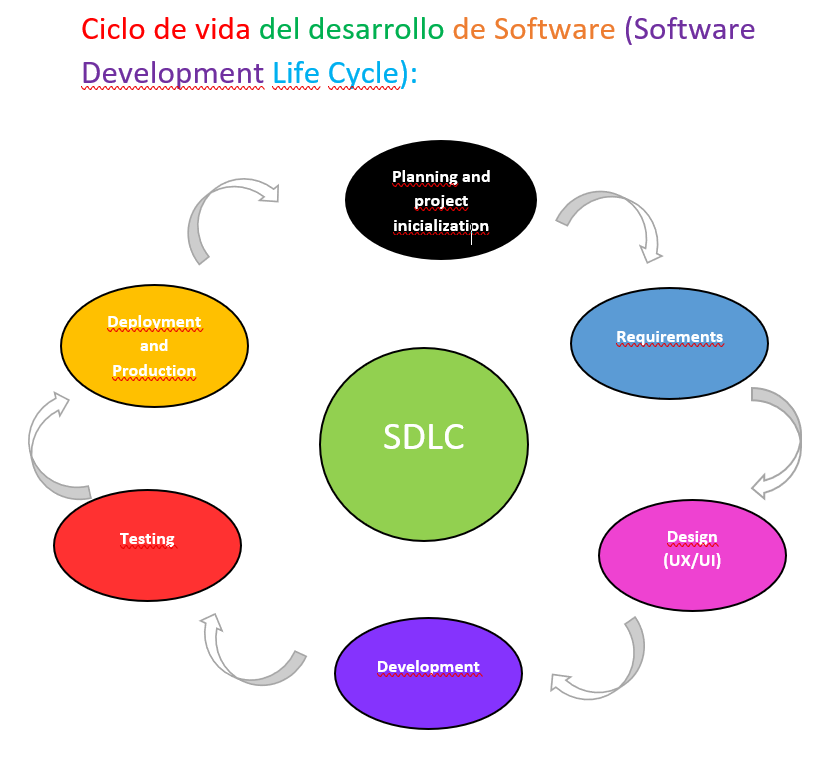 Ciclo de vida del desarrollo de Software (Software
Development Life Cycle):
Planning and
project
inicialization
Requirements
Design
(UX/UI)
Development
Testing
Deployment
and
Production
SDLC